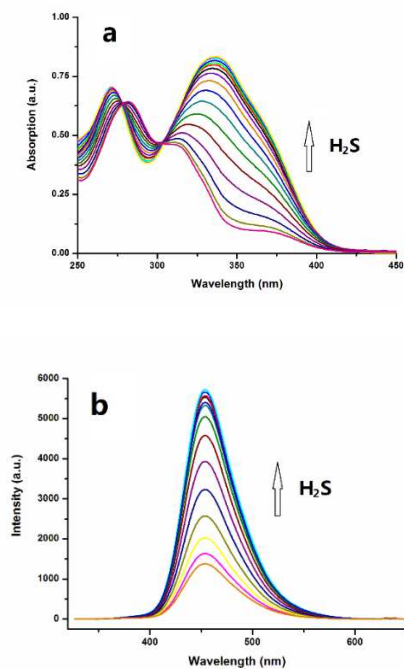 a
1.00
0.75
0.50
0.25
0.00
Absorption (a.u.)
H₂S
250 300 350 400 450
Wavelength (nm)
b
6000
5000
4000
3000
2000
1000
0
Intensity (a.u.)
H₂S
400 500 600
Wavelength (nm)